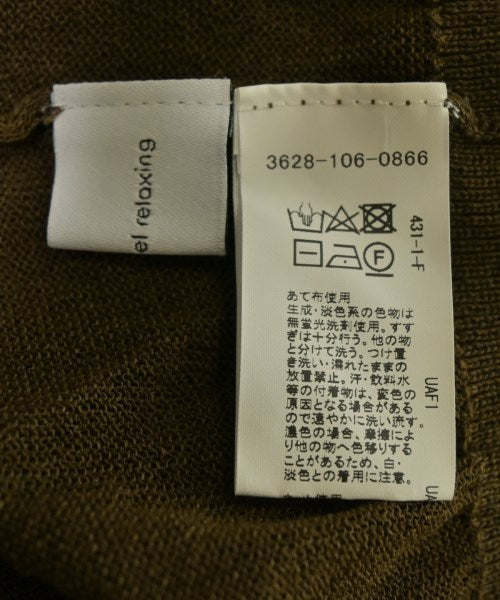 el relaxing
3628-106-0866
431-1-F
F
あて布使用
生成・淡色系の色物は
無蛍光洗剤使用。すす
ぎは十分行う。他の物
と分けて洗う。つけ置
き洗い・濡れたままの
放置禁止。汗・飲料水
等の付着物は、変色の
原因となる場合がある
ので速やかに洗い流す。
濃色の場合、摩擦によ
り他の物へ色移りする
ことがあるため、白・
淡色との着用に注意。
ネット使用
UAF1
UAF